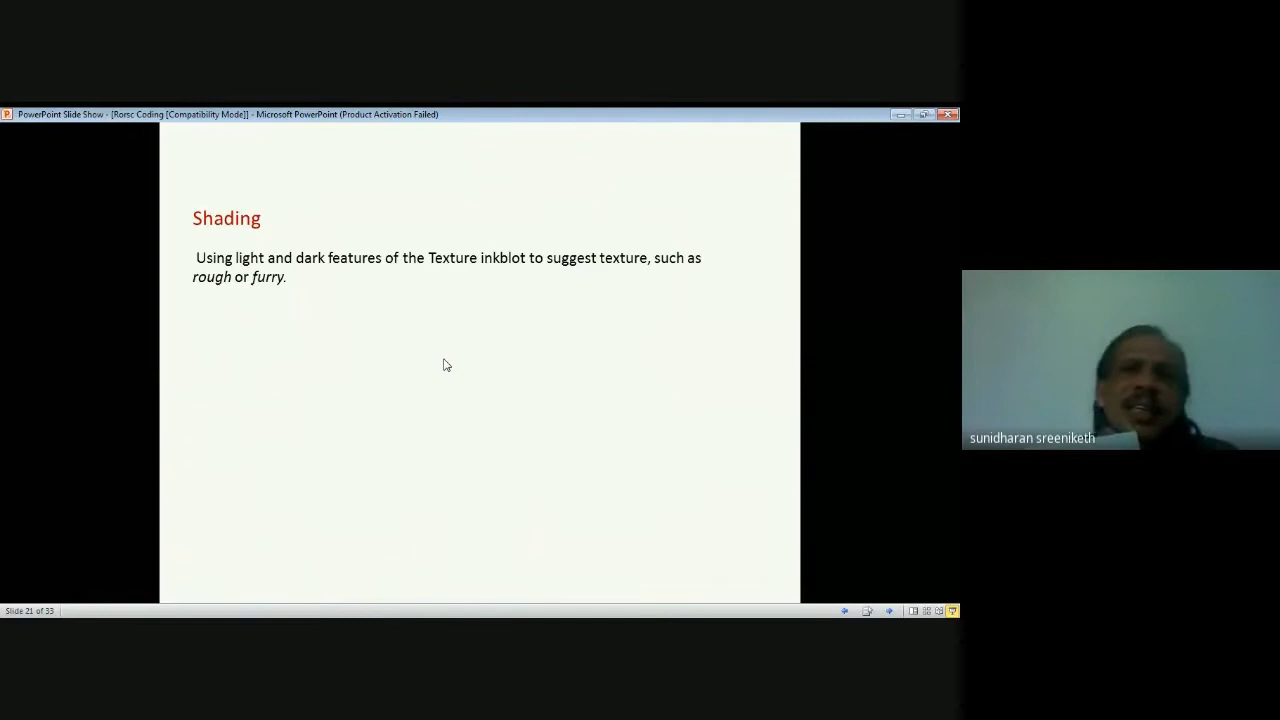 PowerPoint Slide Show - [Rorsc Coding [Compatibility Mode]] - Microsoft PowerPoint (Product Activation Failed)
Shading
Using light and dark features of the Texture inkblot to suggest texture, such as
rough or furry.
sunidharan sreeniketh
Slide 21 of 33